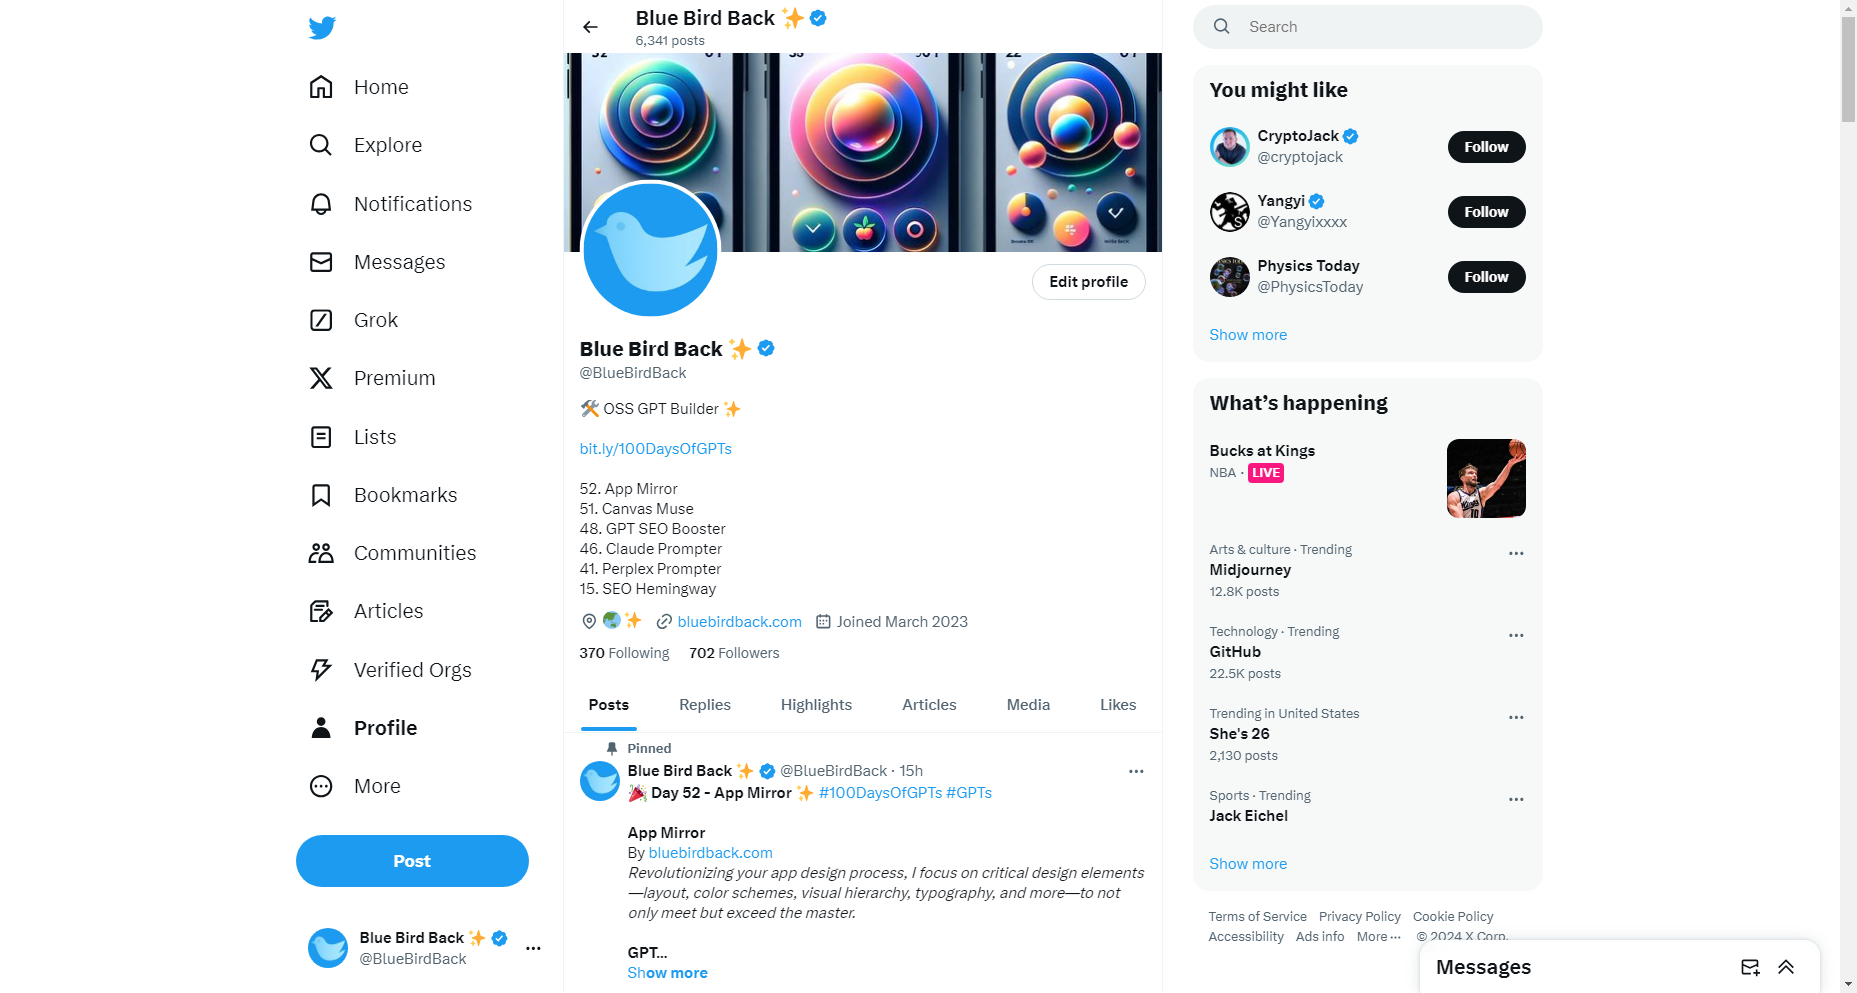 Home
Explore
Notifications
Messages
Grok
Premium
Lists
Bookmarks
Communities
Articles
Verified Orgs
Profile
More
Post
Blue Bird Back ✨
@BlueBirdBack
Blue Bird Back ✨
6,341 posts
Edit profile
Blue Bird Back ✨
@BlueBirdBack
🛠️ OSS GPT Builder ✨
bit.ly/100DaysOfGPTs
52. App Mirror
51. Canvas Muse
48. GPT SEO Booster
46. Claude Prompter
41. Perplex Prompter
15. SEO Hemingway
🌏✨ bluebirdback.com Joined March 2023
370 Following 702 Followers
Posts Replies Highlights Articles Media Likes
Pinned
Blue Bird Back ✨ @BlueBirdBack · 15h
🎉 Day 52 - App Mirror ✨ #100DaysOfGPTs #GPTs
App Mirror
By bluebirdback.com
Revolutionizing your app design process, I focus on critical design elements
—layout, color schemes, visual hierarchy, typography, and more—to not
only meet but exceed the master.
GPT...
Show more
Search
You might like
CryptoJack
@cryptojack
Follow
Yangyi
@Yangyixxxx
Follow
Physics Today
@PhysicsToday
Follow
Show more
What’s happening
Bucks at Kings
NBA · LIVE
Arts & culture · Trending
Midjourney
12.8K posts
Technology · Trending
GitHub
22.5K posts
Trending in United States
She's 26
2,130 posts
Sports · Trending
Jack Eichel
Show more
Terms of Service Privacy Policy Cookie Policy
Accessibility Ads info More ··· © 2024 X Corp.
Messages